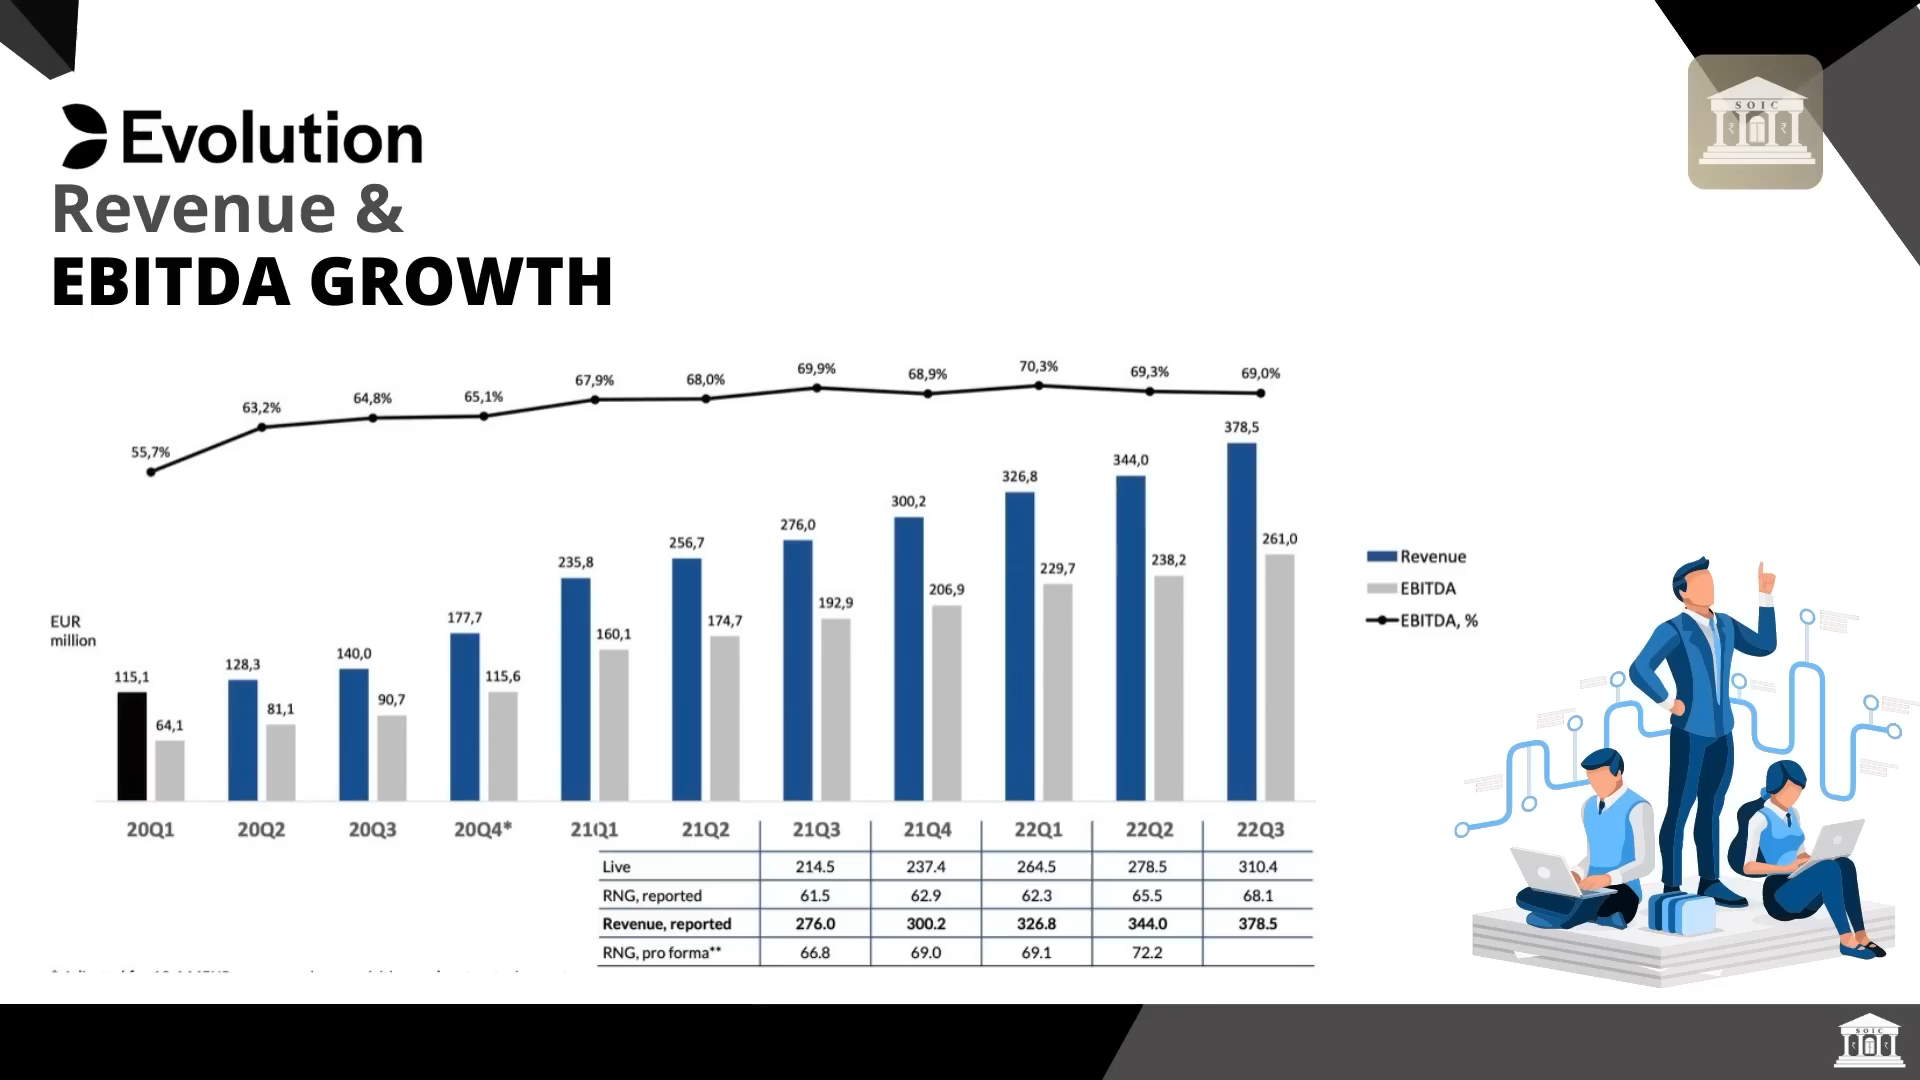 SOIC
Evolution
Revenue &
EBITDA GROWTH
55,7%
63,2%
64,8%
65,1%
67,9%
68,0%
69,9%
68,9%
70,3%
69,3%
69,0%
EUR
million
115,1
64,1
128,3
81,1
140,0
90,7
177,7
115,6
235,8
160,1
256,7
174,7
276,0
192,9
300,2
206,9
326,8
229,7
344,0
238,2
378,5
261,0
Revenue
EBITDA
EBITDA, %
20Q1 20Q2 20Q3 20Q4* 21Q1 21Q2 21Q3 21Q4 22Q1 22Q2 22Q3
Live 214.5 237.4 264.5 278.5 310.4
RNG, reported 61.5 62.9 62.3 65.5 68.1
Revenue, reported 276.0 300.2 326.8 344.0 378.5
RNG, pro forma** 66.8 69.0 69.1 72.2
SOIC